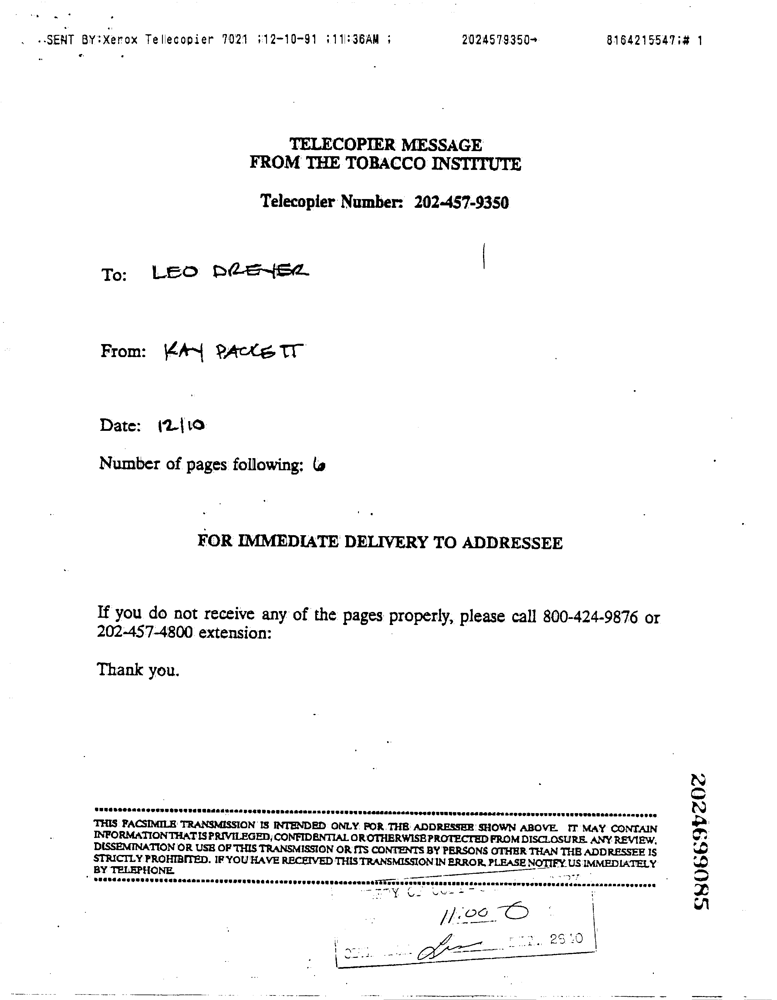 SENT BY:Xerox Telecopier 7021 ;12-10-91 ;11:36AM ; 2024579350→ 8164215547;# 1
TELECOPIER MESSAGE
FROM THE TOBACCO INSTITUTE
Telecopier Number: 202-457-9350
To: LEO DREYER
From: KAY PACKETT
Date: 12/10
Number of pages following: 6
FOR IMMEDIATE DELIVERY TO ADDRESSEE
If you do not receive any of the pages properly, please call 800-424-9876 or
202-457-4800 extension:
Thank you.
THIS FACSIMILE TRANSMISSION IS INTENDED ONLY FOR THE ADDRESSEE SHOWN ABOVE. IT MAY CONTAIN
INFORMATION THAT IS PRIVILEGED, CONFIDENTIAL OR OTHERWISE PROTECTED FROM DISCLOSURE. ANY REVIEW,
DISSEMINATION OR USE OF THIS TRANSMISSION OR ITS CONTENTS BY PERSONS OTHER THAN THE ADDRESSEE IS
STRICTLY PROHIBITED. IF YOU HAVE RECEIVED THIS TRANSMISSION IN ERROR, PLEASE NOTIFY US IMMEDIATELY
BY TELEPHONE.
11:00
2024699085